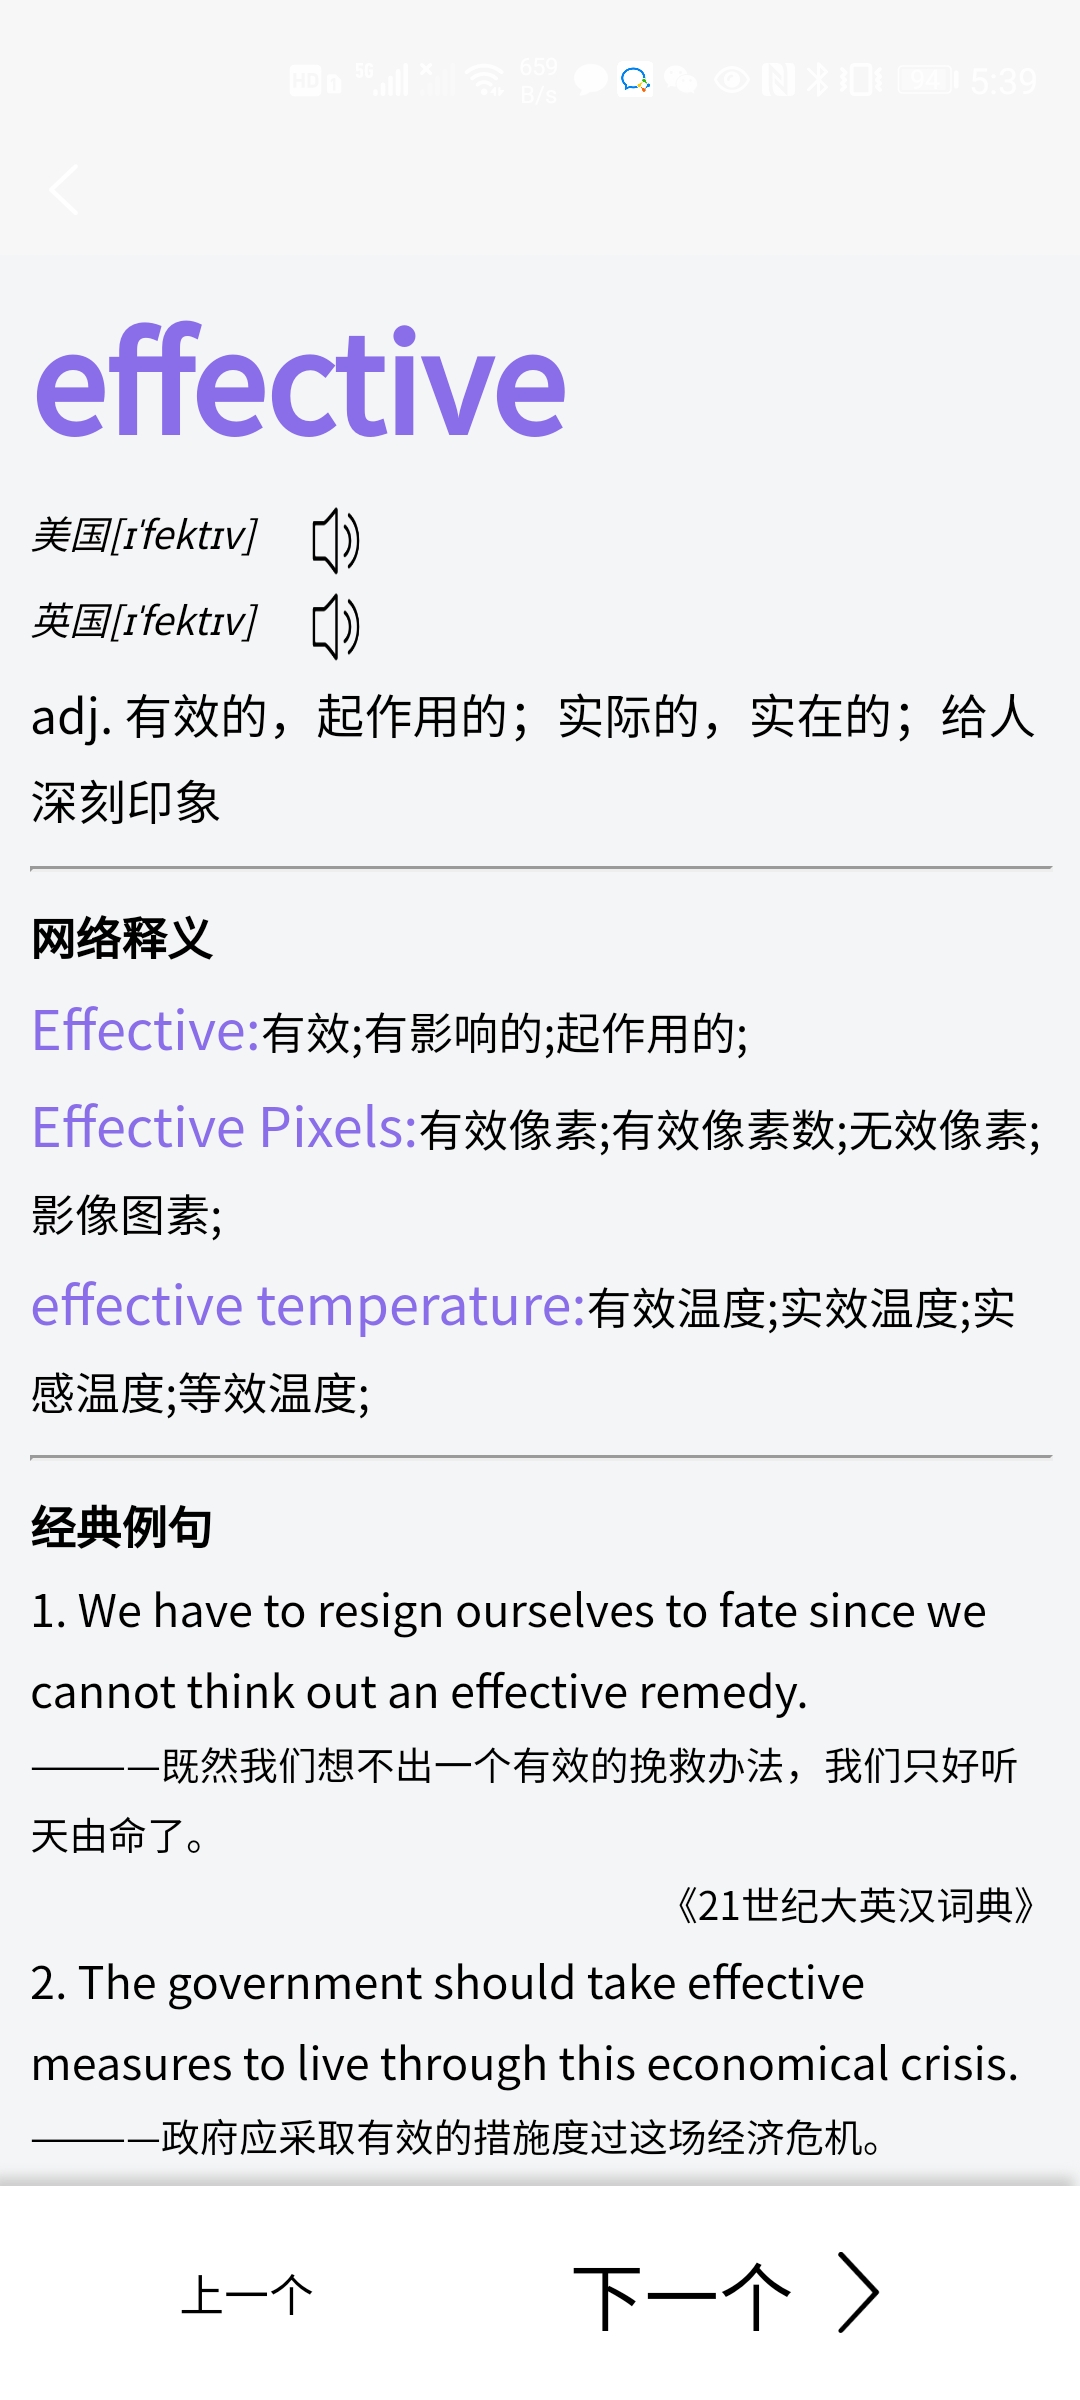 HD 1 5G 659 B/s 94 5:39
effective
美国[ɪ'fektɪv]
英国[ɪ'fektɪv]
adj. 有效的，起作用的；实际的，实在的；给人
深刻印象
网络释义
Effective:有效;有影响的;起作用的;
Effective Pixels:有效像素;有效像素数;无效像素;
影像图素;
effective temperature:有效温度;实效温度;实
感温度;等效温度;
经典例句
1. We have to resign ourselves to fate since we
cannot think out an effective remedy.
————既然我们想不出一个有效的挽救办法，我们只好听
天由命了。
《21世纪大英汉词典》
2. The government should take effective
measures to live through this economical crisis.
————政府应采取有效的措施度过这场经济危机。
上一个
下一个